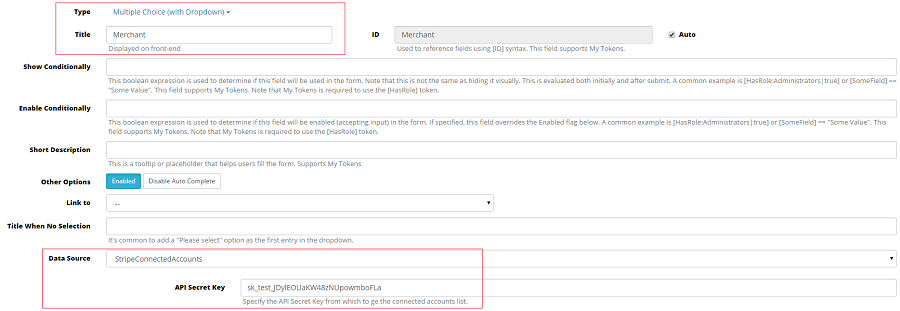 Type Multiple Choice (with Dropdown)
Title Merchant ID Merchant Auto
Displayed on front-end Used to reference fields using [ID] syntax. This field supports My Tokens.
Show Conditionally
This boolean expression is used to determine if this field will be used in the form. Note that this is not the same as hiding it visually. This is evaluated both initially and after submit. A common example is [HasRole:Administrators|true] or [SomeField] ==
"Some Value". This field supports My Tokens. Note that My Tokens is required to use the [HasRole] token.
Enable Conditionally
This boolean expression is used to determine if this field will be enabled (accepting input) in the form. If specified, this field overrides the Enabled flag below. A common example is [HasRole:Administrators|true] or [SomeField] == "Some Value". This
field supports My Tokens. Note that My Tokens is required to use the [HasRole] token.
Short Description
This is a tooltip or placeholder that helps users fill the form. Supports My Tokens
Other Options Enabled Disable Auto Complete
Link to --
Title When No Selection
It's common to add a "Please select" option as the first entry in the dropdown.
Data Source StripeConnectedAccounts
API Secret Key sk_test_JDylEOUaKW48zNUpowmboFLa
Specify the API Secret Key from which to ge the connected accounts list.